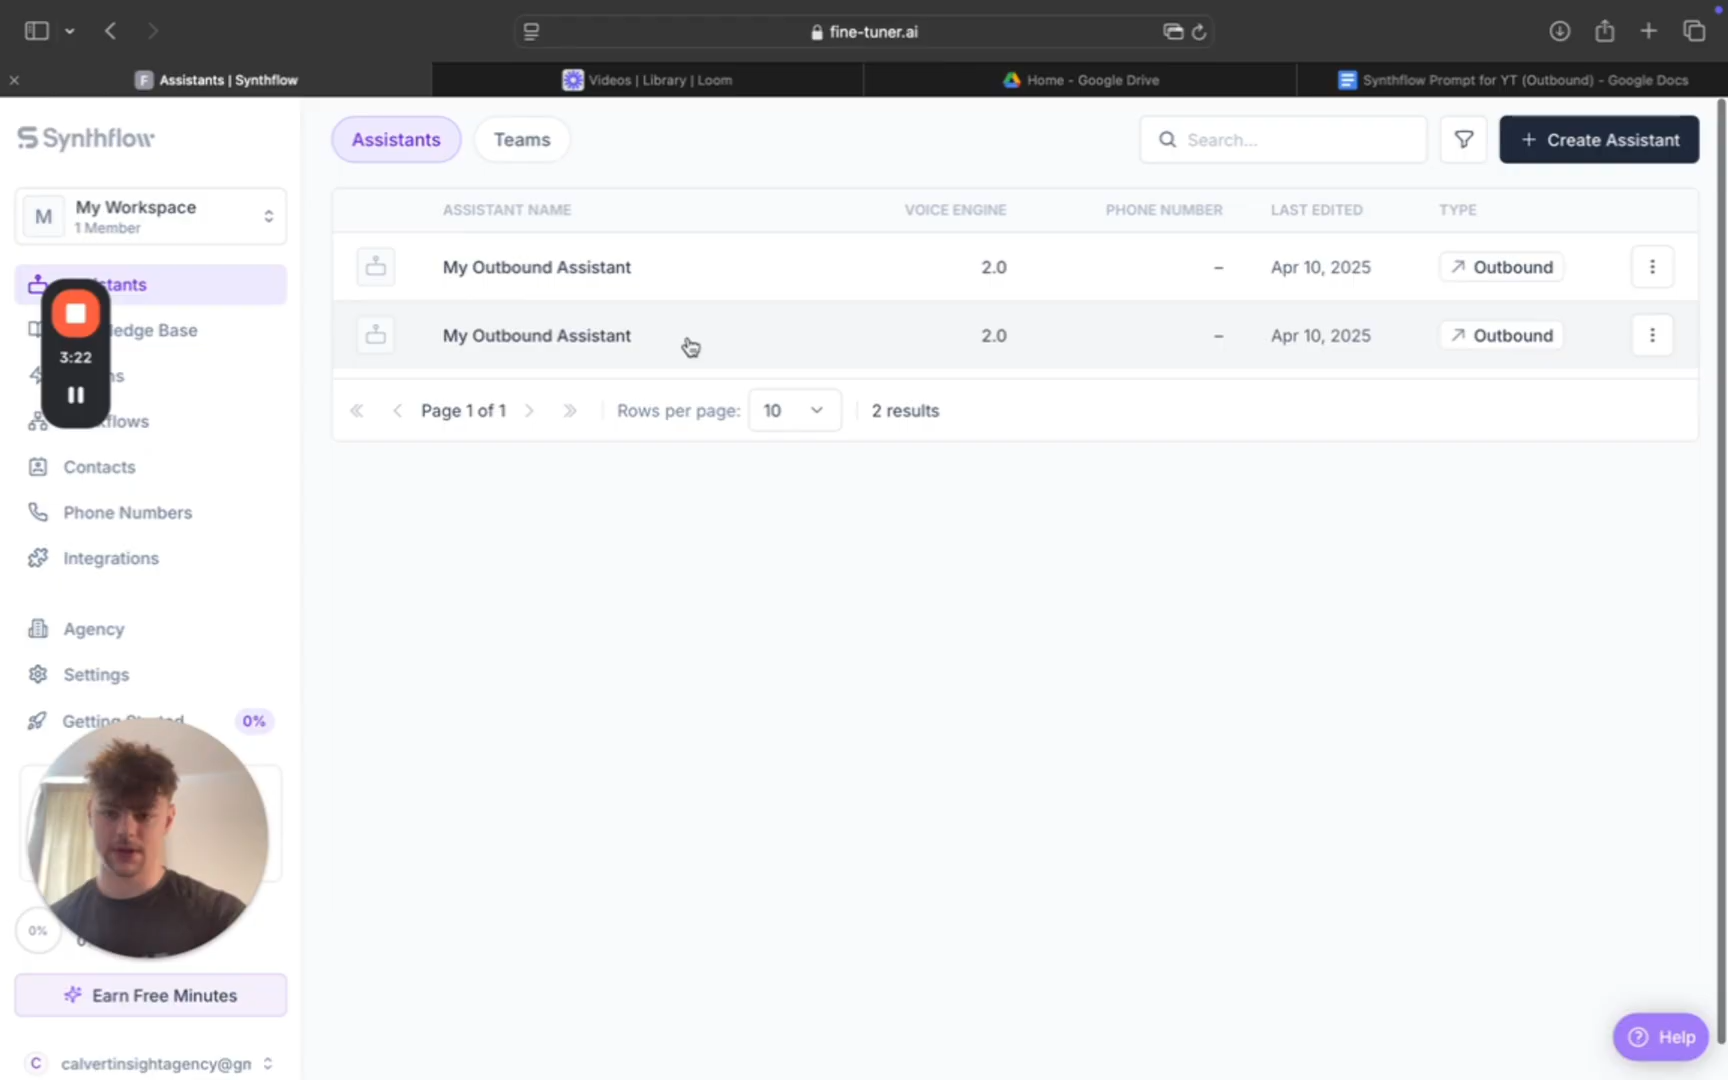 fine-tuner.ai
Assistants | Synthflow
Videos | Library | Loom
Home - Google Drive
Synthflow Prompt for YT (Outbound) - Google Docs
Synthflow
M
My Workspace
1 Member
Assistants
Teams
Search...
+ Create Assistant
ASSISTANT NAME
VOICE ENGINE
PHONE NUMBER
LAST EDITED
TYPE
My Outbound Assistant
2.0
–
Apr 10, 2025
Outbound
My Outbound Assistant
2.0
–
Apr 10, 2025
Outbound
Page 1 of 1
Rows per page:
10
2 results
3:22
Contacts
Phone Numbers
Integrations
Agency
Settings
Getting Started
0%
0%
Earn Free Minutes
C
calvertinsightagency@gn
Help